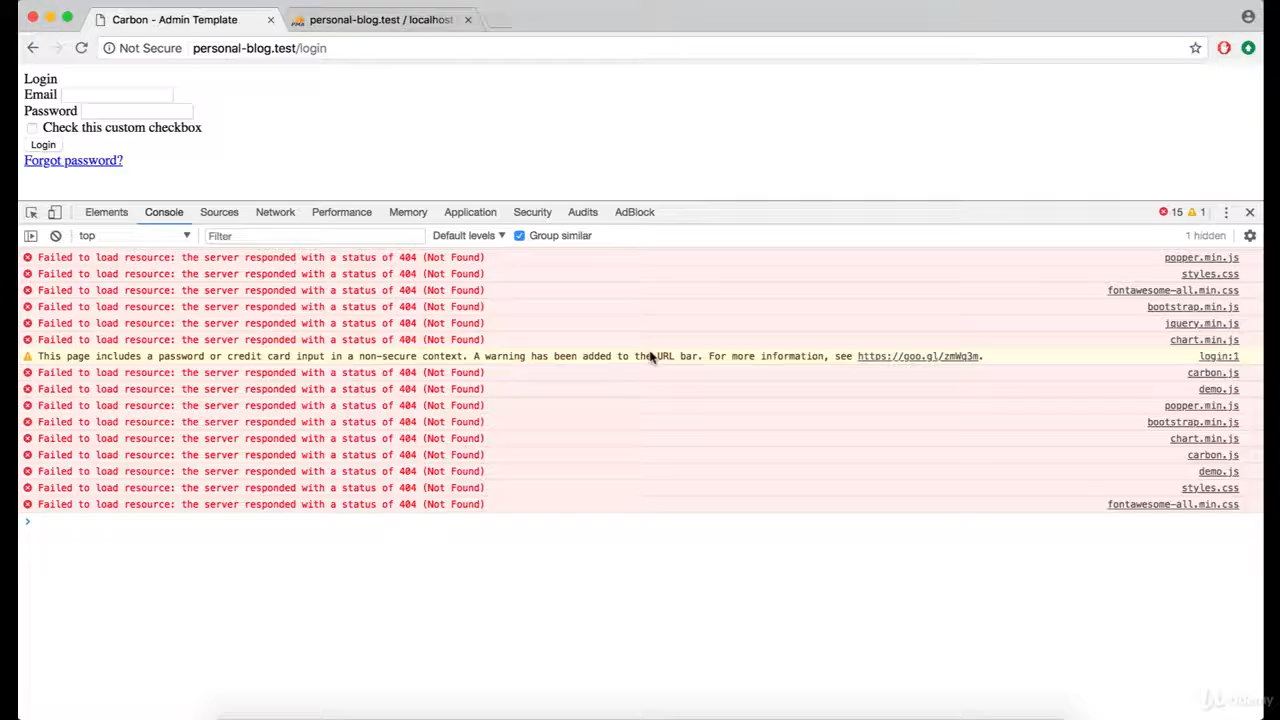 Carbon - Admin Template
personal-blog.test / localhost
Not Secure personal-blog.test/login
Login
Email
Password
Check this custom checkbox
Login
Forgot password?
Elements Console Sources Network Performance Memory Application Security Audits AdBlock 15 1
top Filter Default levels Group similar 1 hidden
Failed to load resource: the server responded with a status of 404 (Not Found) popper.min.js
Failed to load resource: the server responded with a status of 404 (Not Found) styles.css
Failed to load resource: the server responded with a status of 404 (Not Found) fontawesome-all.min.css
Failed to load resource: the server responded with a status of 404 (Not Found) bootstrap.min.js
Failed to load resource: the server responded with a status of 404 (Not Found) jquery.min.js
Failed to load resource: the server responded with a status of 404 (Not Found) chart.min.js
This page includes a password or credit card input in a non-secure context. A warning has been added to the URL bar. For more information, see https://goo.gl/zmWq3m. login:1
Failed to load resource: the server responded with a status of 404 (Not Found) carbon.js
Failed to load resource: the server responded with a status of 404 (Not Found) demo.js
Failed to load resource: the server responded with a status of 404 (Not Found) popper.min.js
Failed to load resource: the server responded with a status of 404 (Not Found) bootstrap.min.js
Failed to load resource: the server responded with a status of 404 (Not Found) chart.min.js
Failed to load resource: the server responded with a status of 404 (Not Found) carbon.js
Failed to load resource: the server responded with a status of 404 (Not Found) demo.js
Failed to load resource: the server responded with a status of 404 (Not Found) styles.css
Failed to load resource: the server responded with a status of 404 (Not Found) fontawesome-all.min.css
Udemy